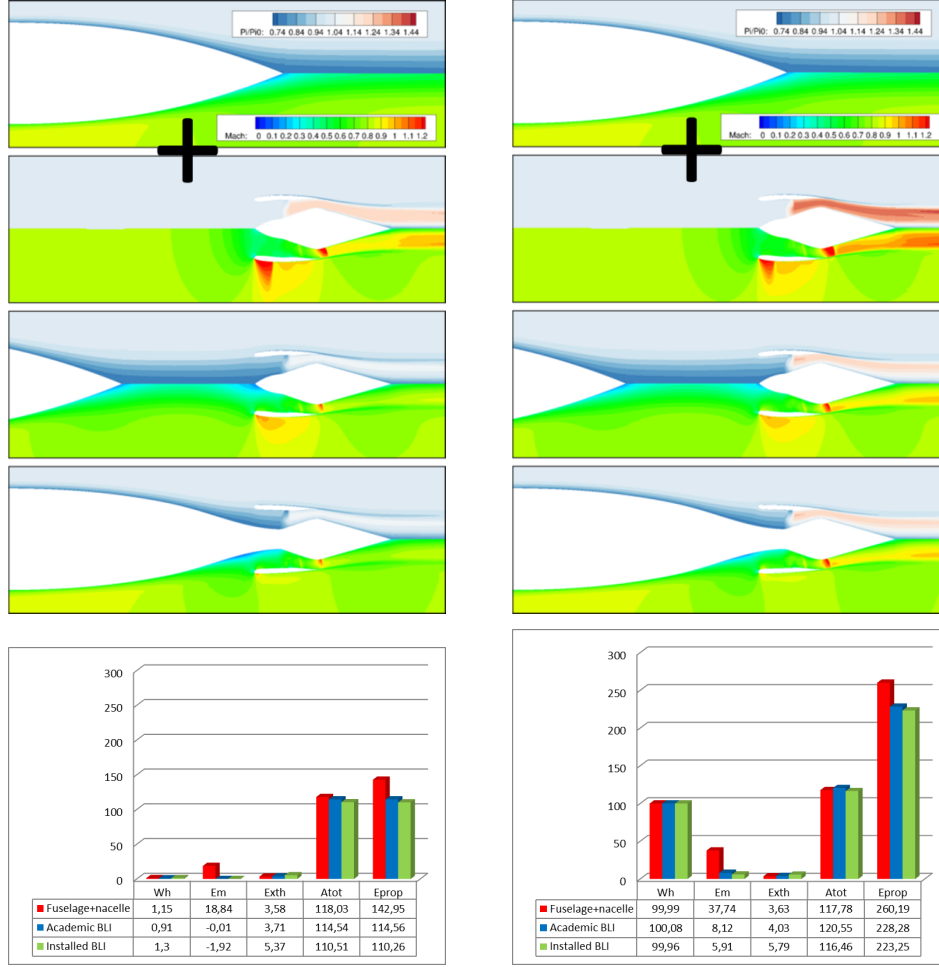 Pi/Pi0: 0.74 0.84 0.94 1.04 1.14 1.24 1.34 1.44
Mach: 0 0.1 0.2 0.3 0.4 0.5 0.6 0.7 0.8 0.9 1 1.1 1.2
Pi/Pi0: 0.74 0.84 0.94 1.04 1.14 1.24 1.34 1.44
Mach: 0 0.1 0.2 0.3 0.4 0.5 0.6 0.7 0.8 0.9 1 1.1 1.2
300
250
200
150
100
50
0
Wh Em Exth Atot Eprop
Fuselage+nacelle 1,15 18,84 3,58 118,03 142,95
Academic BLI 0,91 -0,01 3,71 114,54 114,56
Installed BLI 1,3 -1,92 5,37 110,51 110,26
300
250
200
150
100
50
0
Wh Em Exth Atot Eprop
Fuselage+nacelle 99,99 37,74 3,63 117,78 260,19
Academic BLI 100,08 8,12 4,03 120,55 228,28
Installed BLI 99,96 5,91 5,79 116,46 223,25